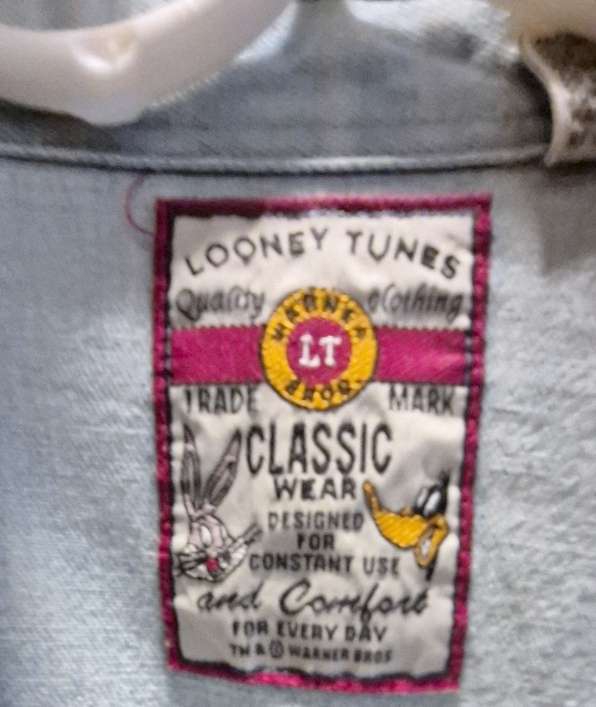 LOONEY TUNES
Quality Clothing
WARNER
LT
BROS.
TRADE MARK
CLASSIC
WEAR
DESIGNED
FOR
CONSTANT USE
and Comfort
FOR EVERY DAY
TM & © WARNER BROS